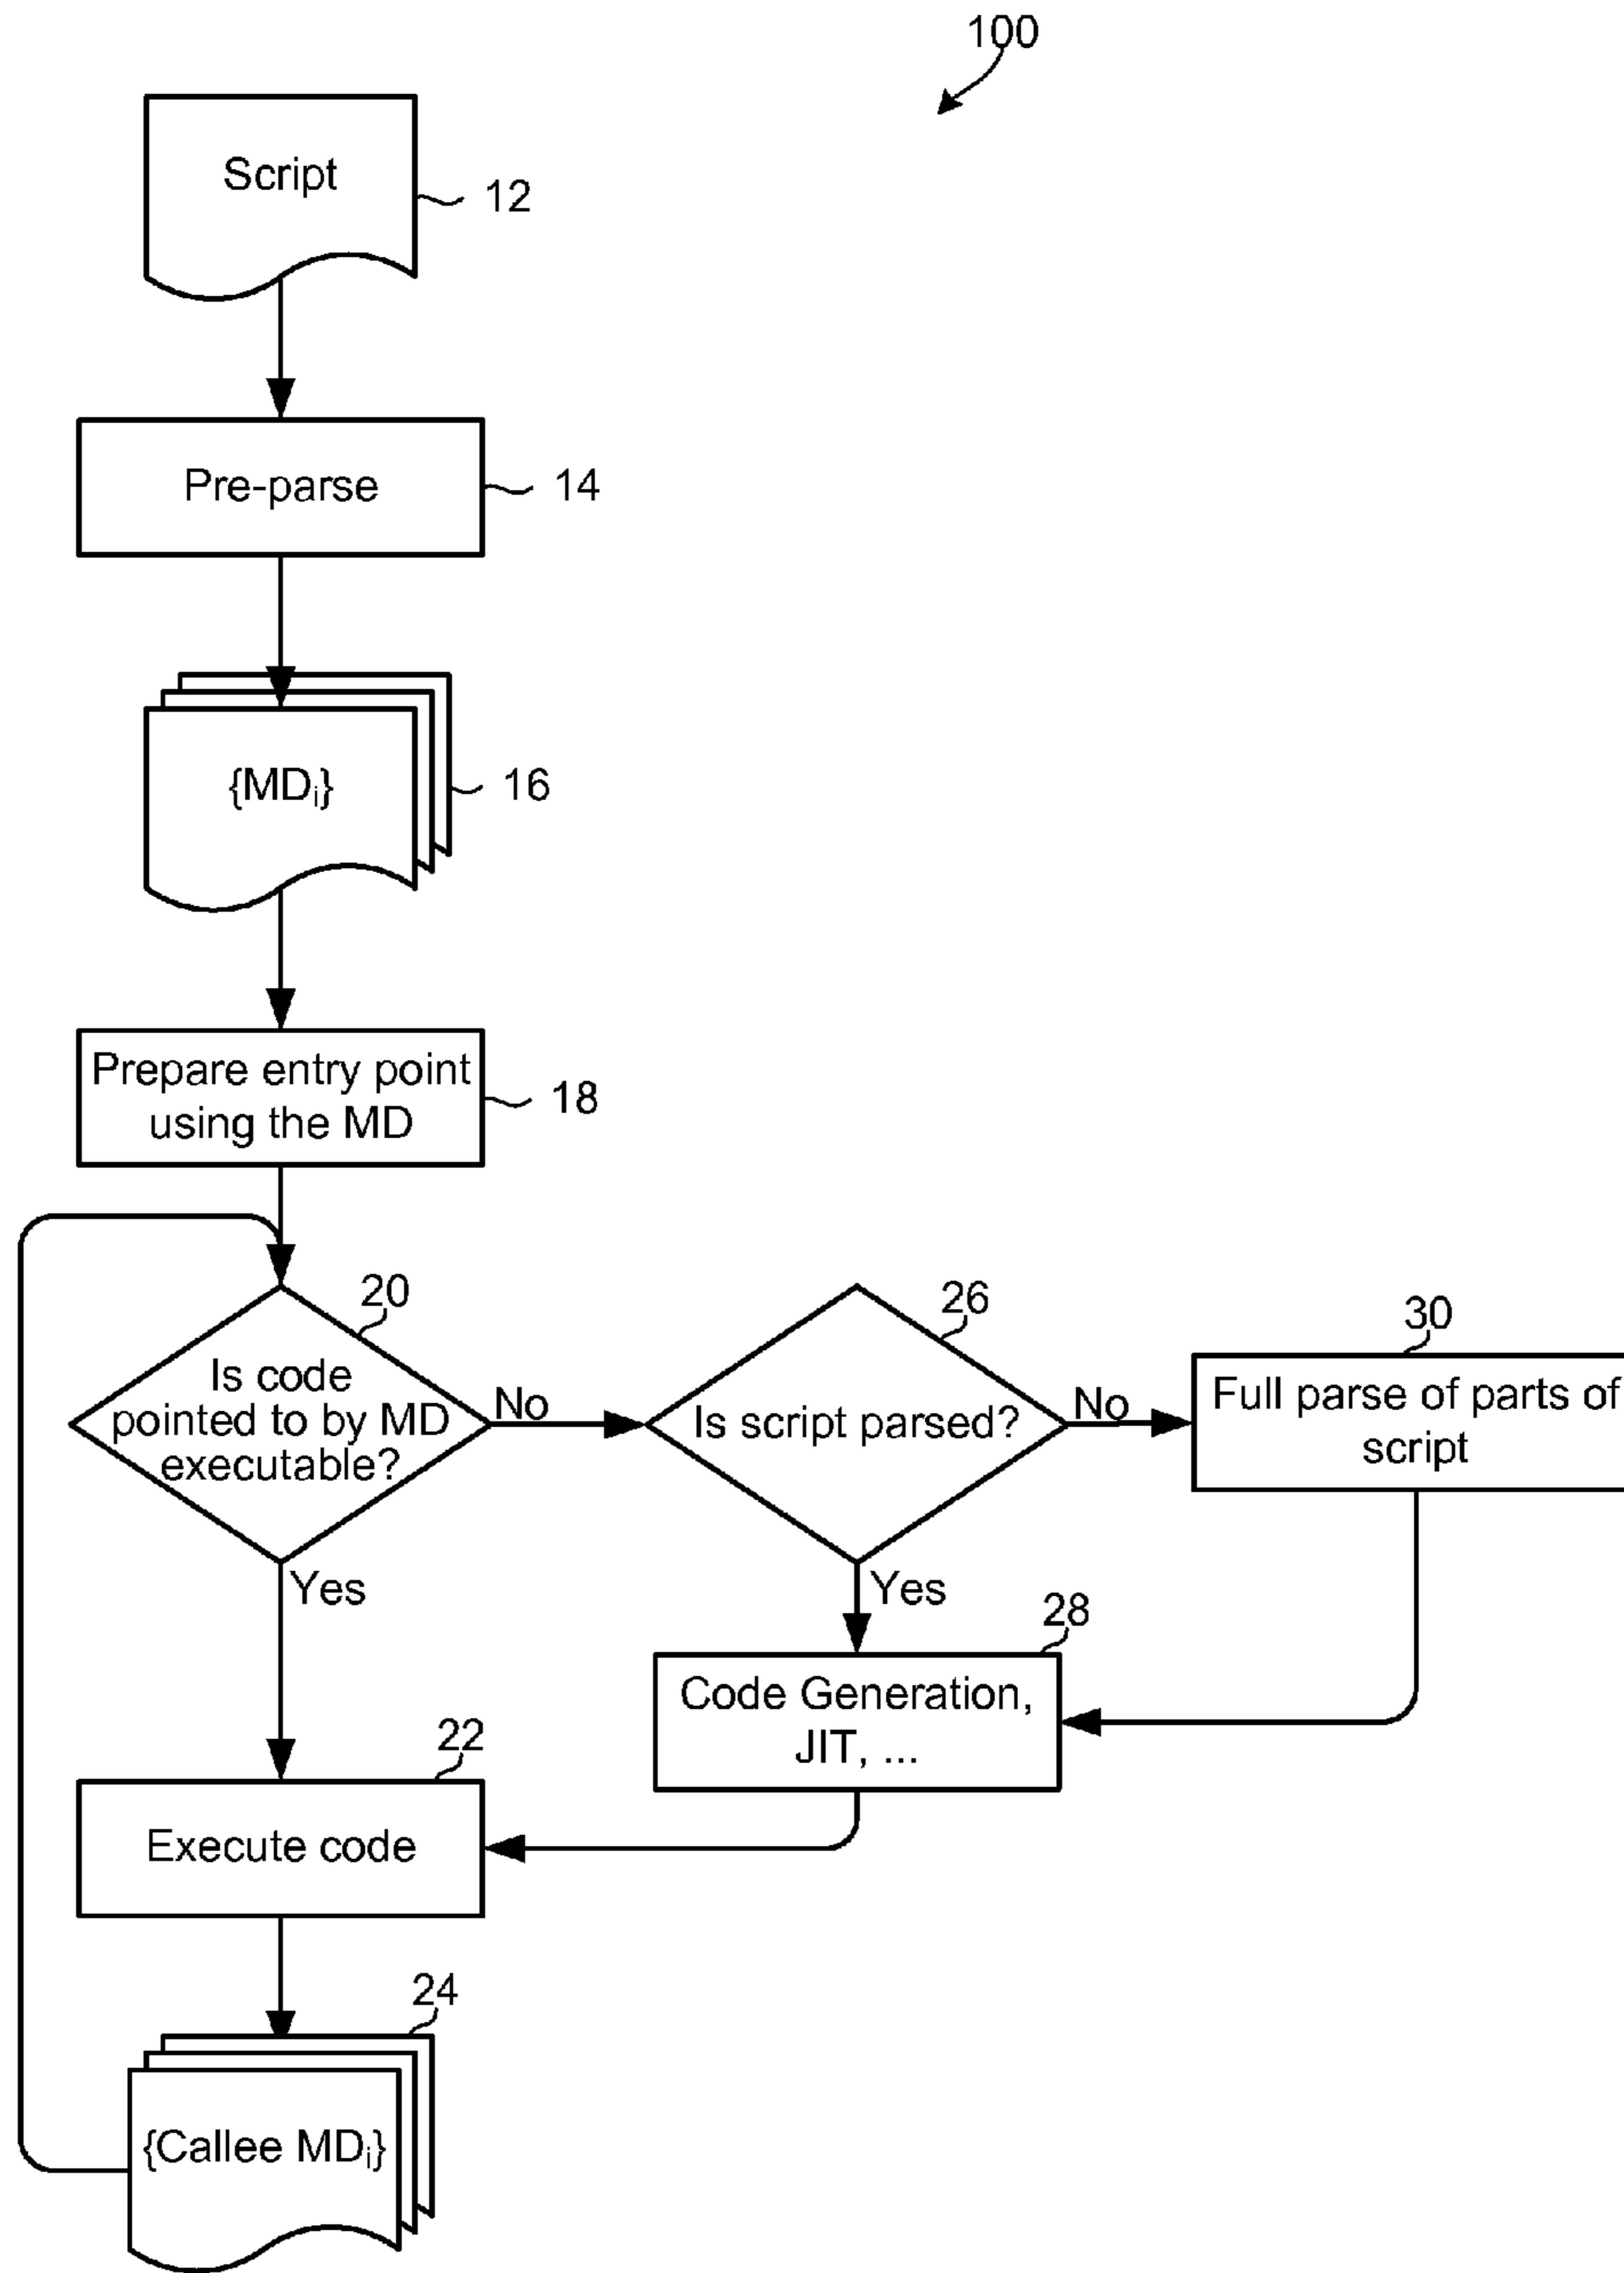 100
Script
12
Pre-parse
14
{MDi}
16
Prepare entry point
using the MD
18
20
Is code
pointed to by MD
executable?
No
Yes
26
Is script parsed?
No
Yes
30
Full parse of parts of
script
28
Code Generation,
JIT, ...
22
Execute code
24
{Callee MDi}